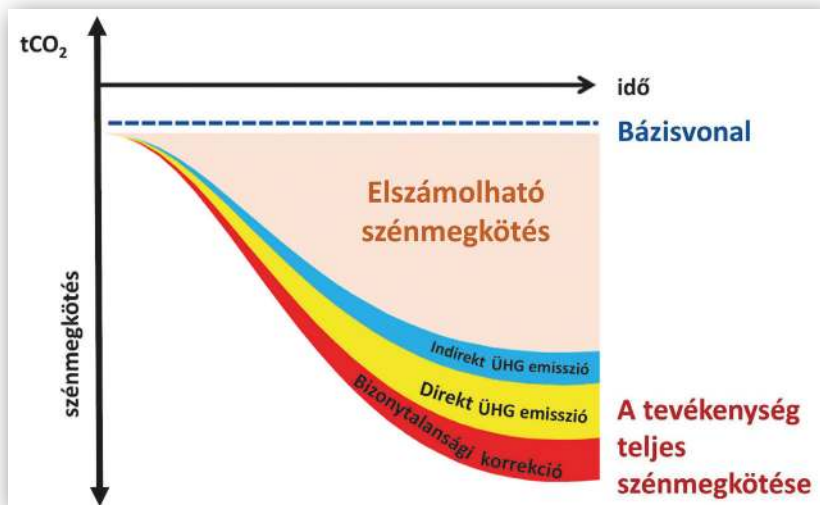 tCO₂
idő
Bázisvonal
Elszámolható
szénmegkötés
szénmegkötés
Indirekt ÜHG emisszió
Direkt ÜHG emisszió
Bizonytalansági korrekció
A tevékenység
teljes
szénmegkötése